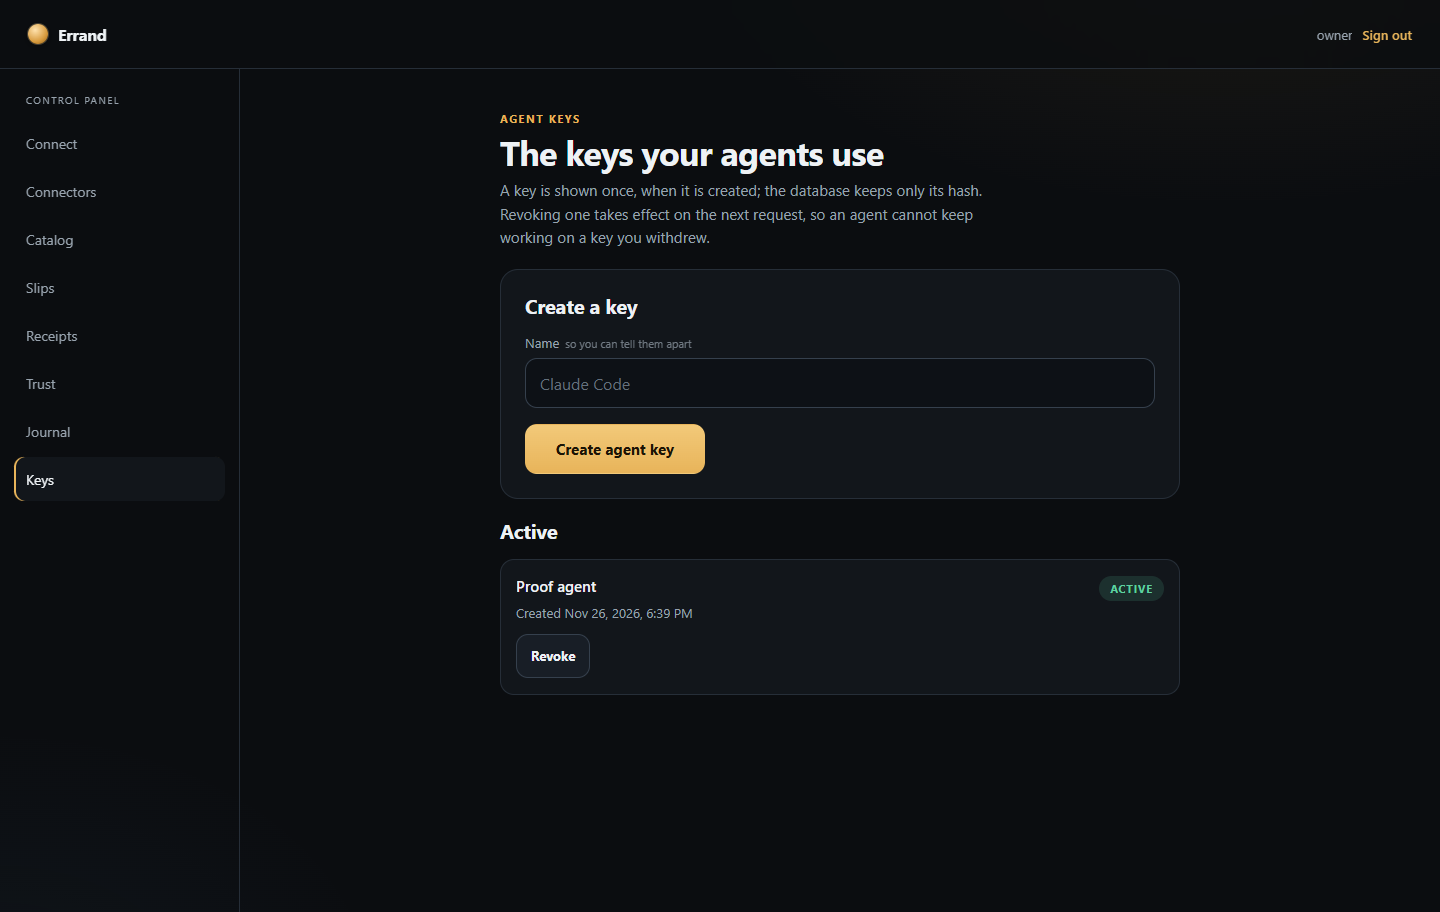 Errand
owner Sign out
CONTROL PANEL
Connect
Connectors
Catalog
Slips
Receipts
Trust
Journal
Keys
AGENT KEYS
The keys your agents use
A key is shown once, when it is created; the database keeps only its hash.
Revoking one takes effect on the next request, so an agent cannot keep
working on a key you withdrew.
Create a key
Name so you can tell them apart
Claude Code
Create agent key
Active
Proof agent
ACTIVE
Created Nov 26, 2026, 6:39 PM
Revoke